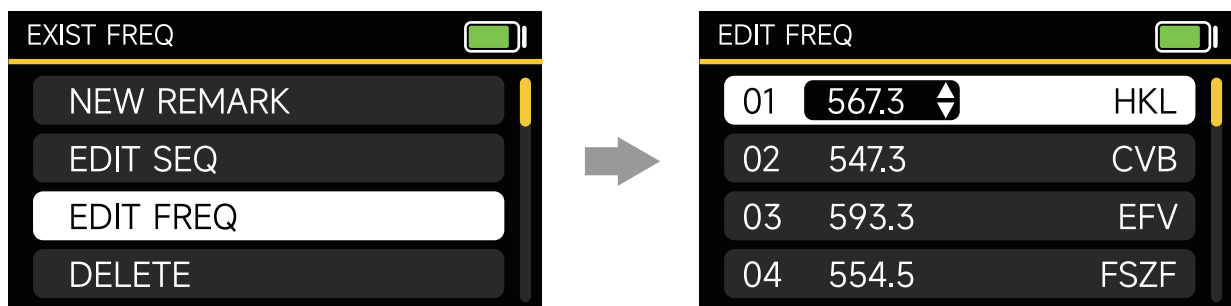 EXIST FREQ
NEW REMARK
EDIT SEQ
EDIT FREQ
DELETE
EDIT FREQ
01 567.3 HKL
02 547.3 CVB
03 593.3 EFV
04 554.5 FSZF